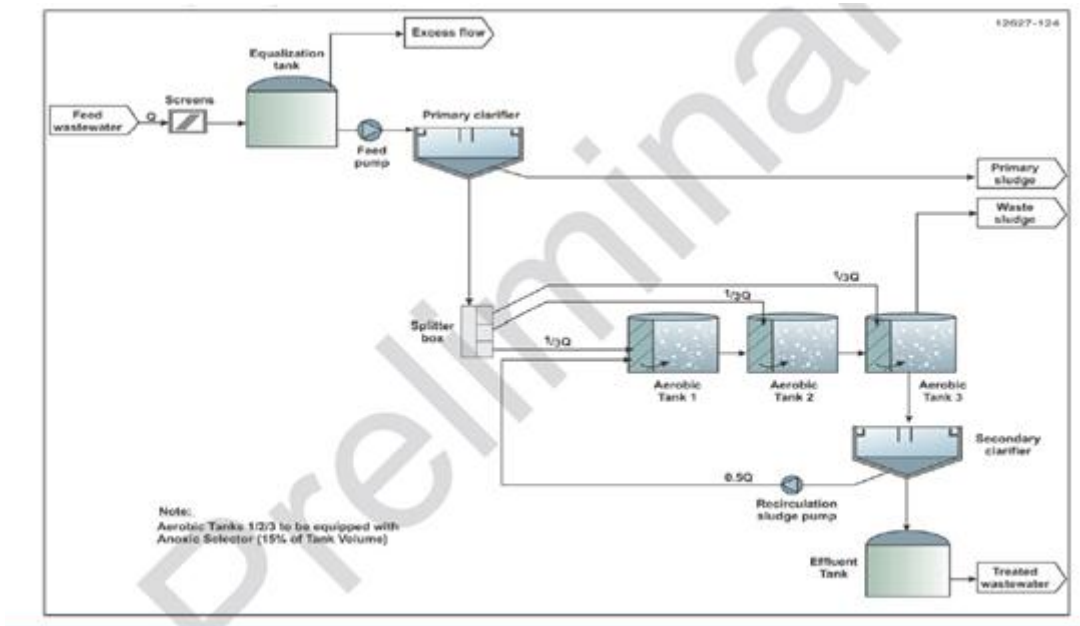 12627-124
Excess flow
Equalization
tank
Screens
Feed
wastewater
Q
Primary clarifier
Feed
pump
Primary
sludge
Waste
sludge
1/3Q
1/3Q
Splitter
box
1/3Q
Aerobic
Tank 1
Aerobic
Tank 2
Aerobic
Tank 3
Secondary
clarifier
0.5Q
Recirculation
sludge pump
Note:
Aerobic Tanks 1/2/3 to be equipped with
Anoxic Selector (15% of Tank Volume)
Effluent
Tank
Treated
wastewater
Preliminar